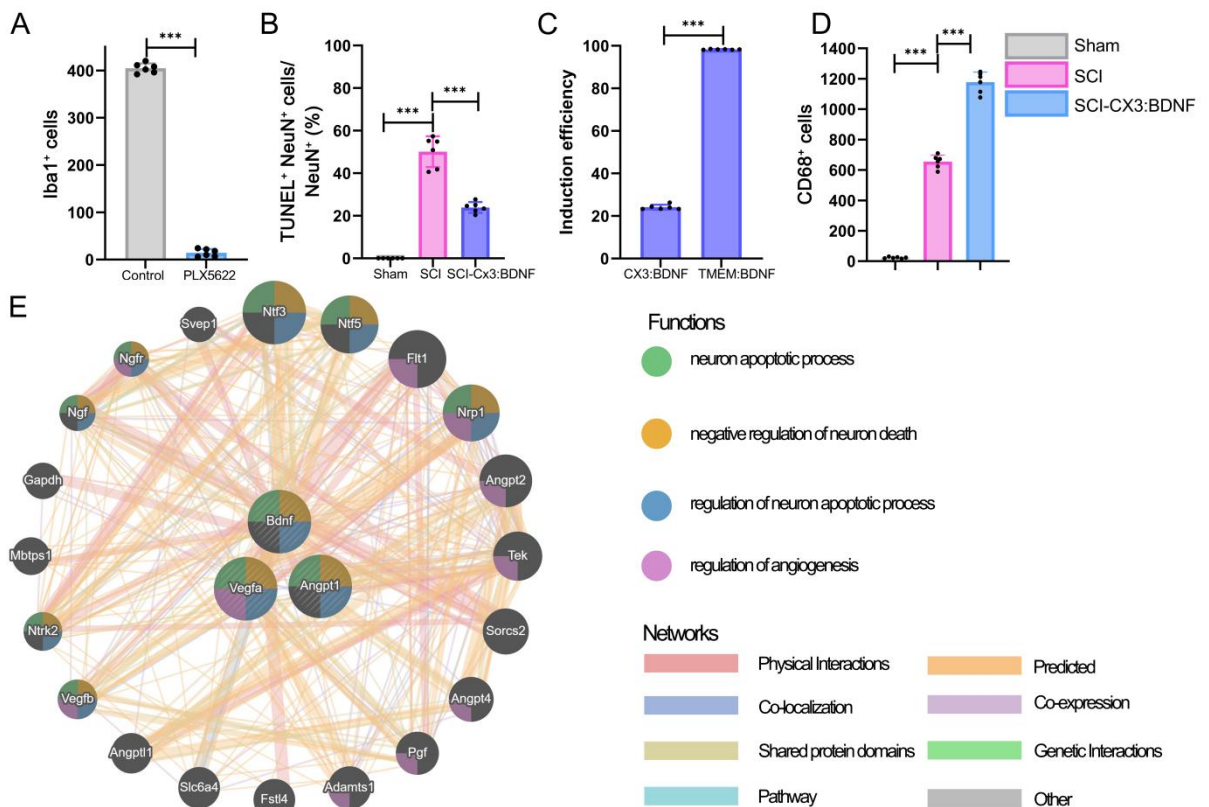 A
Iba1⁺ cells
400
300
200
100
0
***
Control
PLX5622
B
TUNEL⁺ NeuN⁺ cells/
NeuN⁺ (%)
100
80
60
40
20
0
***
***
Sham
SCI
SCI-Cx3:BDNF
C
Induction efficiency
100
80
60
40
20
0
***
CX3:BDNF
TMEM:BDNF
D
CD68⁺ cells
1400
1200
1000
800
600
400
200
0
***
***
Sham
SCI
SCI-CX3:BDNF
E
Ntf3
Ntf5
Flt1
Nrp1
Angpt2
Tek
Sorcs2
Angpt4
Pgf
Adamts1
Fstl4
Slc6a4
Angptl1
Vegfb
Ntrk2
Mbtps1
Gapdh
Ngf
Ngfr
Svep1
Bdnf
Vegfa
Angpt1
Functions
neuron apoptotic process
negative regulation of neuron death
regulation of neuron apoptotic process
regulation of angiogenesis
Networks
Physical Interactions
Predicted
Co-localization
Co-expression
Shared protein domains
Genetic Interactions
Pathway
Other